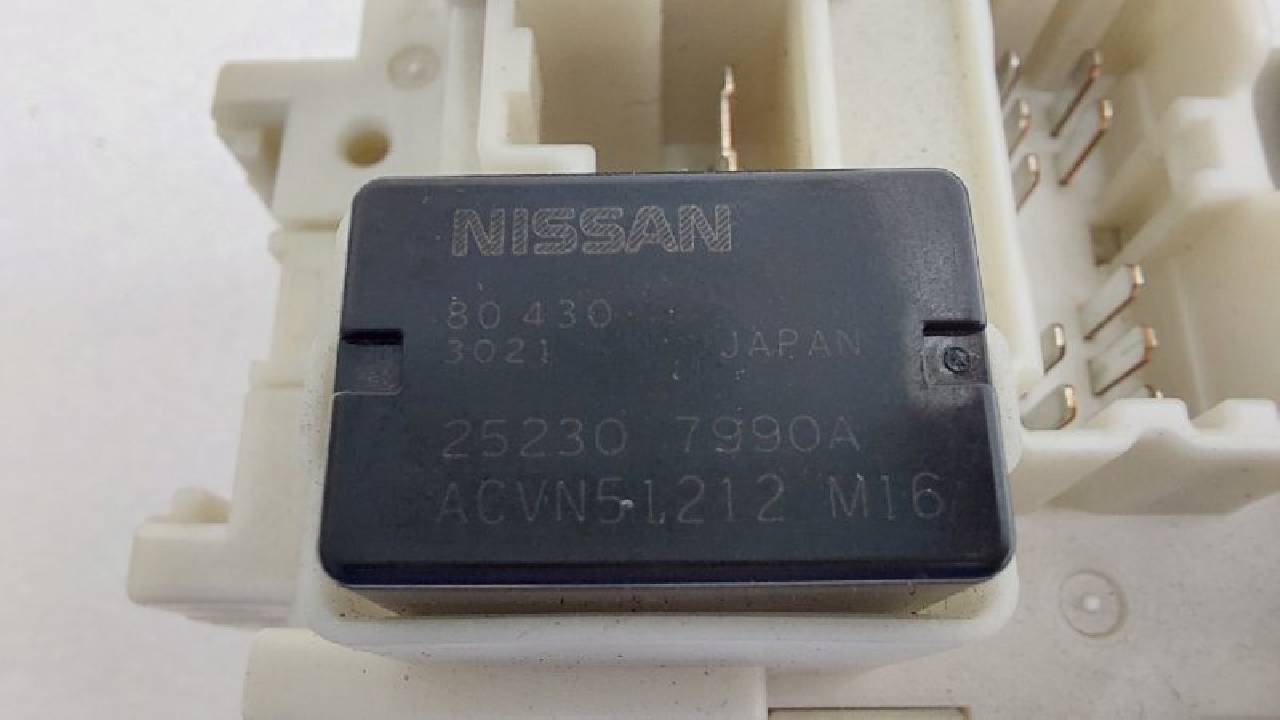 NISSAN
80 430
3021 JAPAN
25230 7990A
ACVN51212 M16